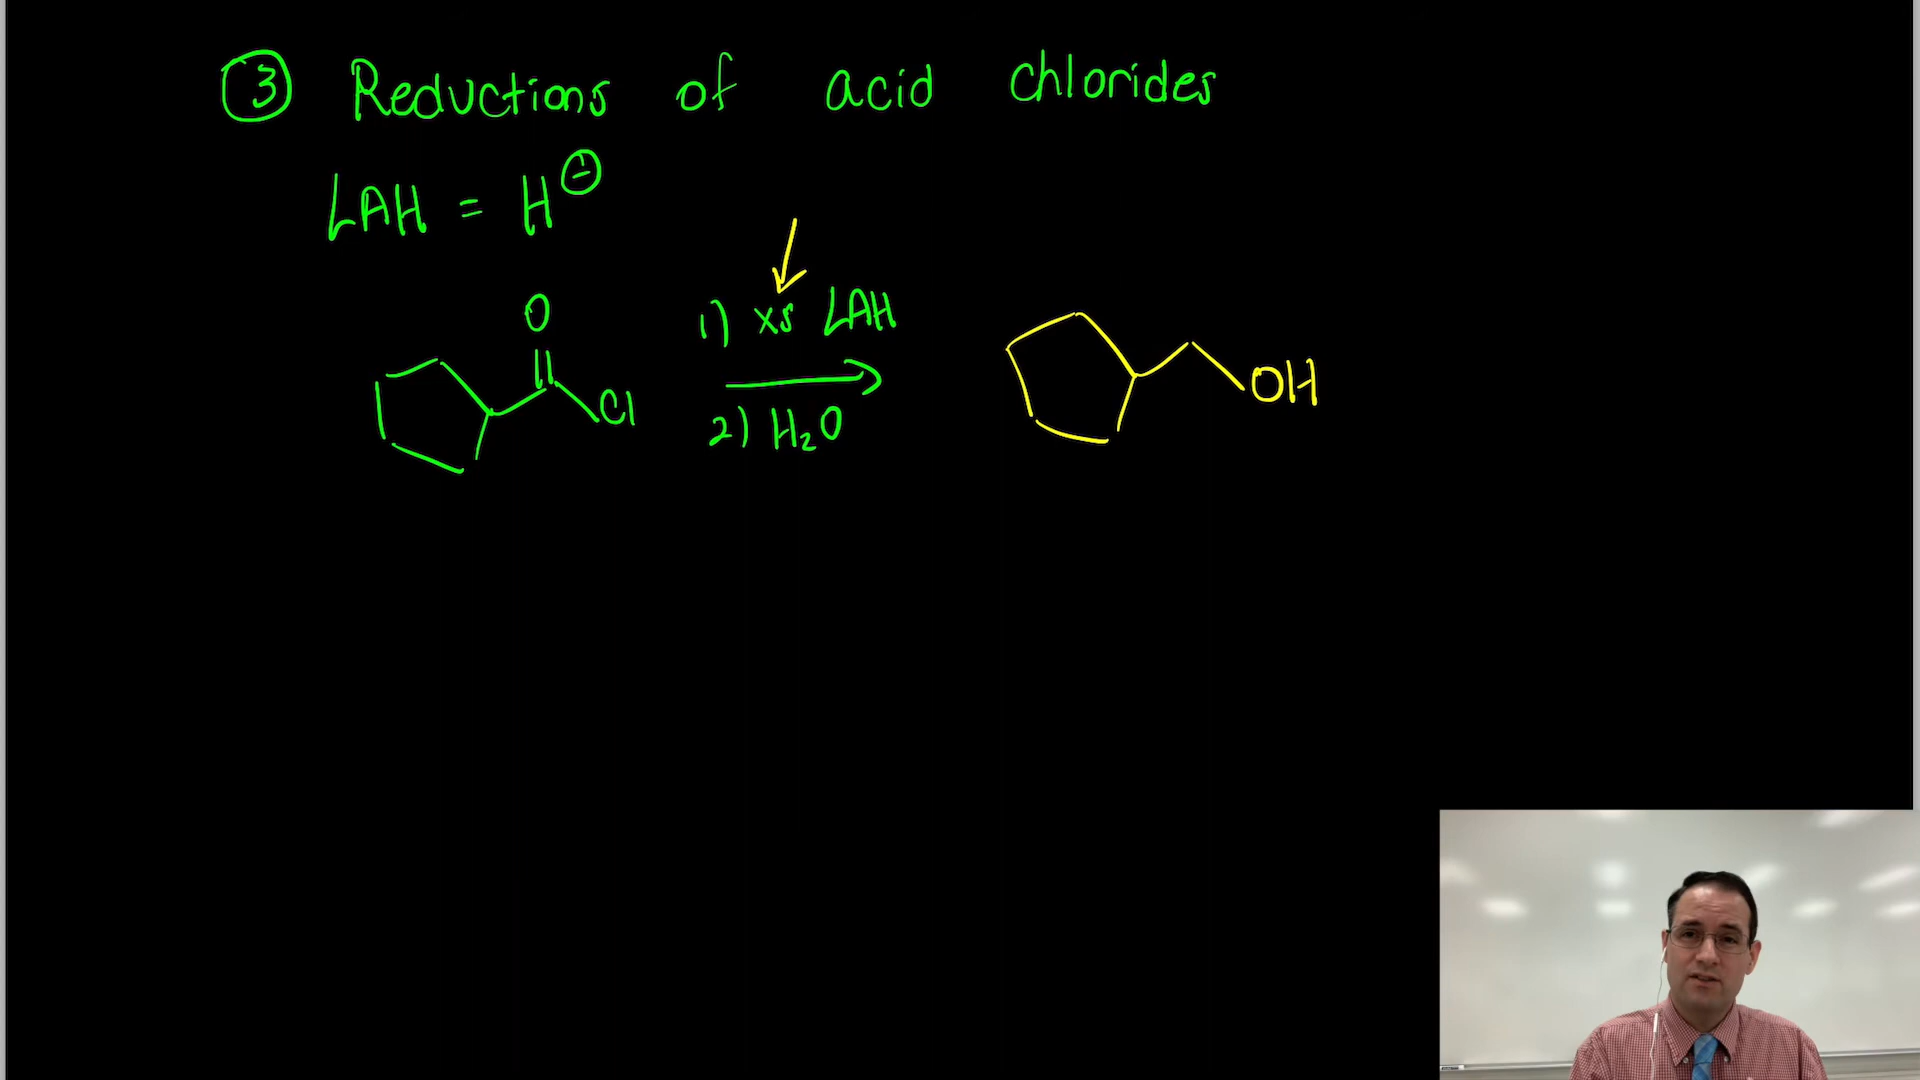 ③ Reductions of acid chlorides
LAH = H⊖
O
Cl
1) xs LAH
2) H₂O
OH